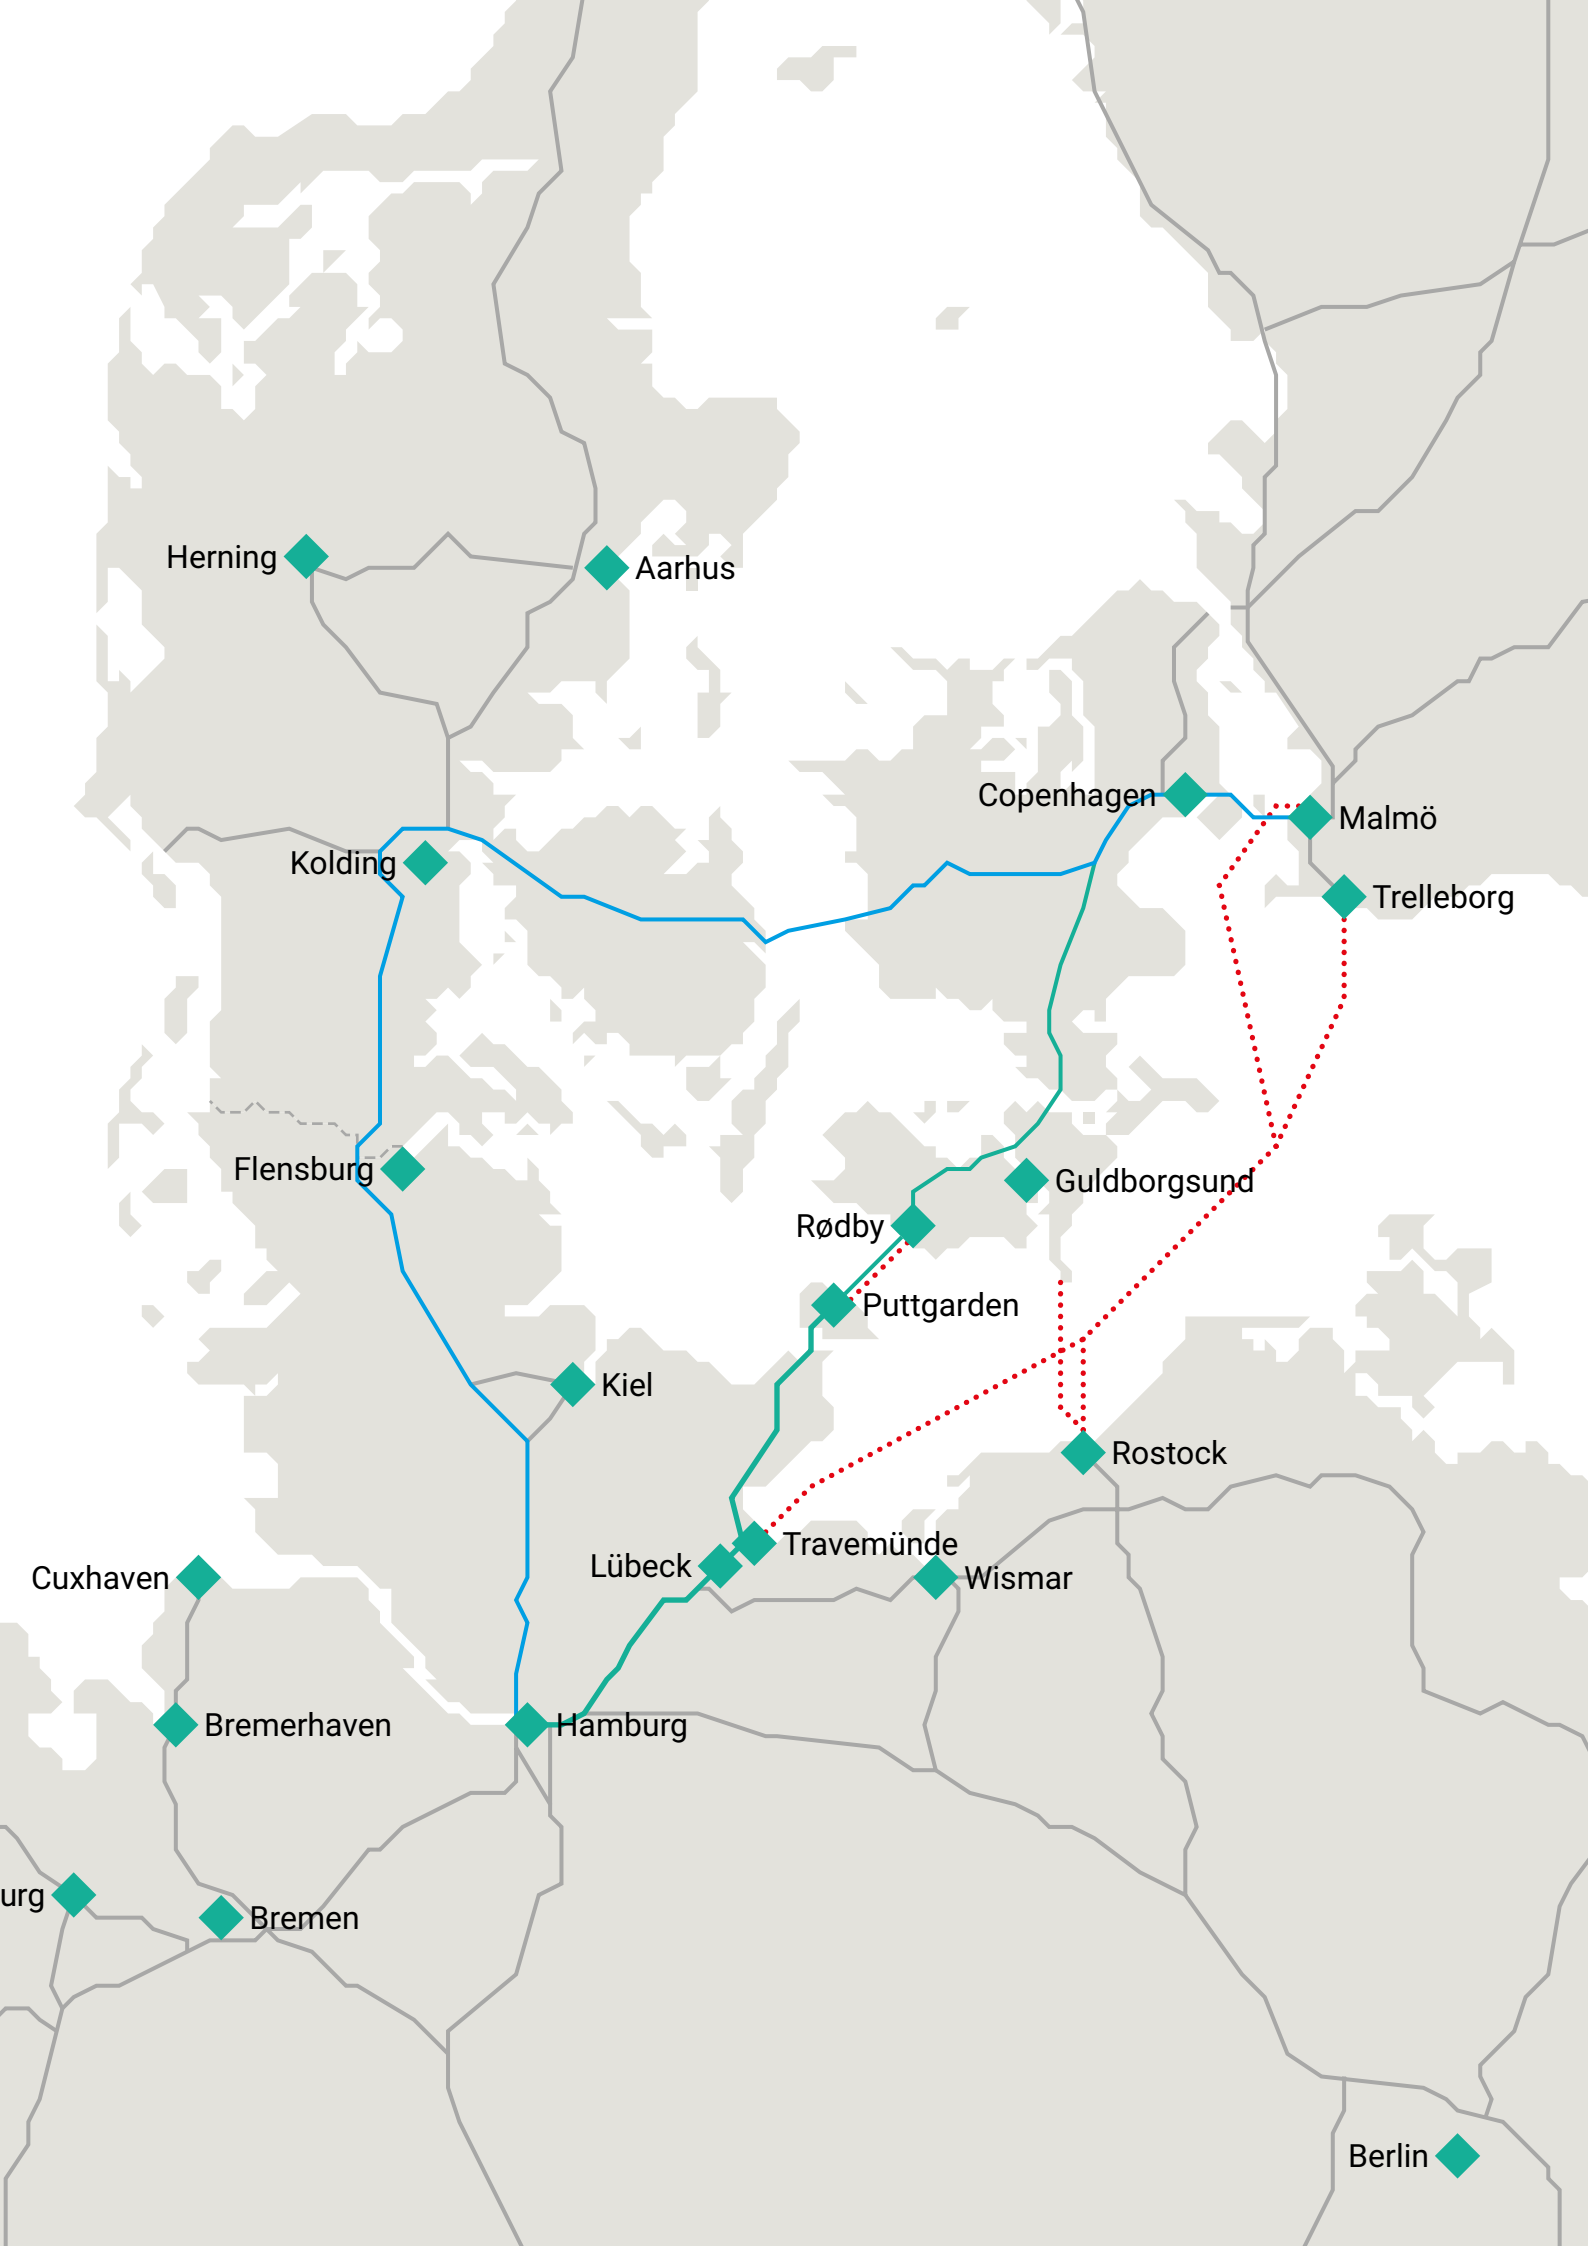 Herning
Aarhus
Copenhagen
Malmö
Kolding
Trelleborg
Flensburg
Guldborgsund
Rødby
Puttgarden
Kiel
Rostock
Travemünde
Lübeck
Cuxhaven
Wismar
Bremerhaven
Hamburg
urg
Bremen
Berlin